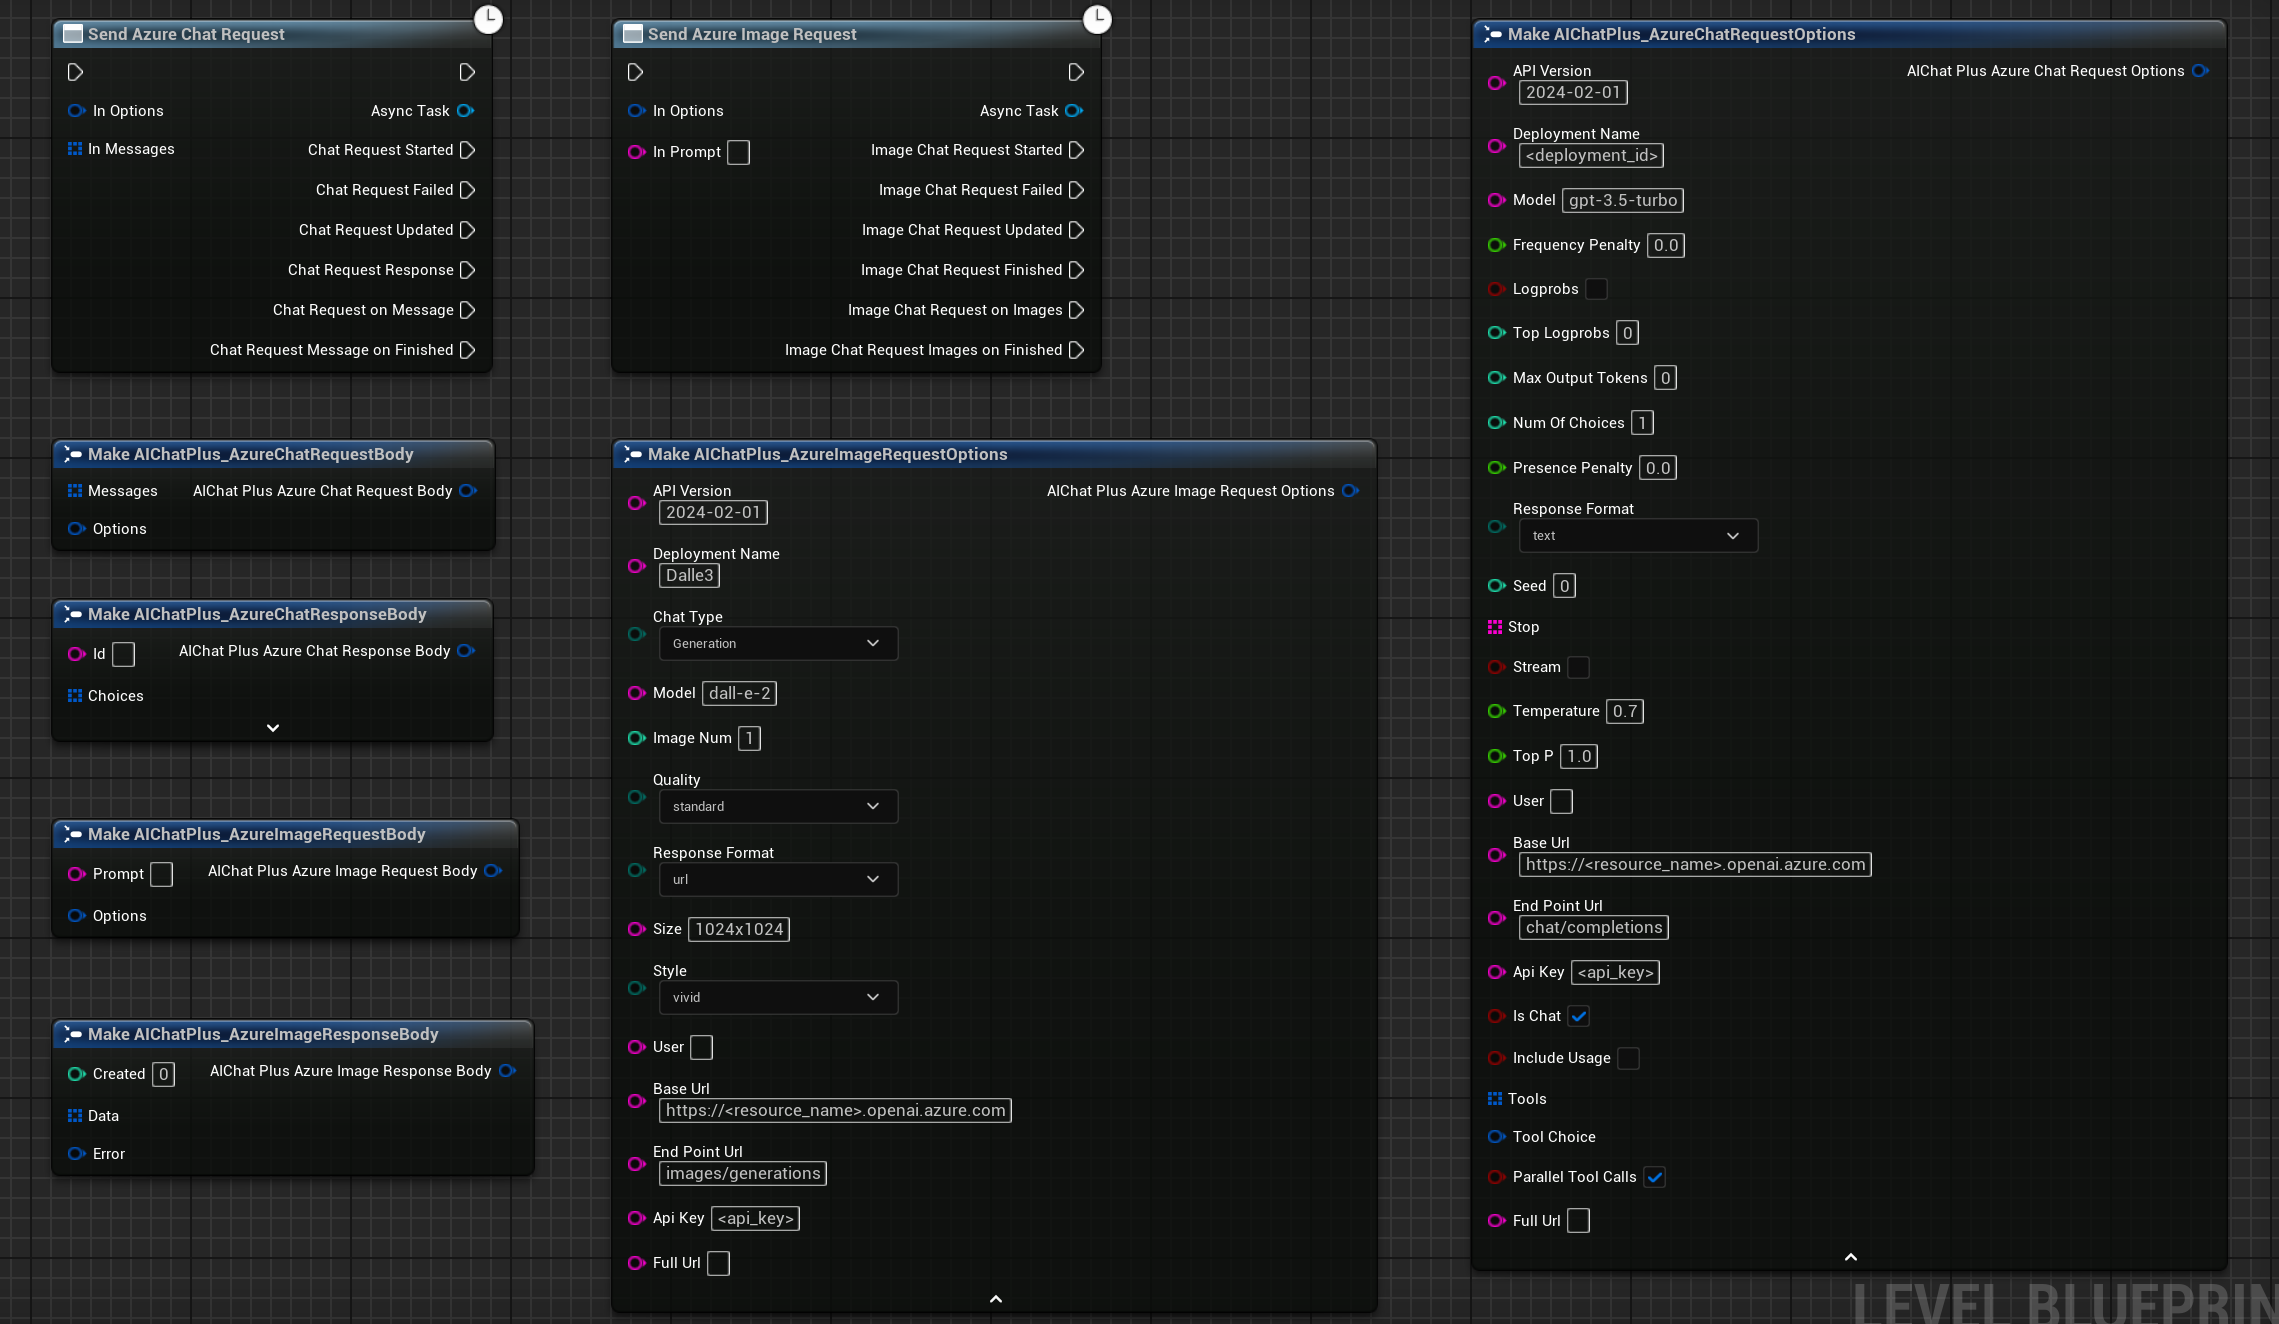 Send Azure Chat Request
In Options
Async Task
In Messages
Chat Request Started
Chat Request Failed
Chat Request Updated
Chat Request Response
Chat Request on Message
Chat Request Message on Finished
Send Azure Image Request
In Options
Async Task
In Prompt
Image Chat Request Started
Image Chat Request Failed
Image Chat Request Updated
Image Chat Request Finished
Image Chat Request on Images
Image Chat Request Images on Finished
Make AIChatPlus_AzureChatRequestBody
Messages
AIChat Plus Azure Chat Request Body
Options
Make AIChatPlus_AzureChatResponseBody
Id
AIChat Plus Azure Chat Response Body
Choices
Make AIChatPlus_AzureImageRequestBody
Prompt
AIChat Plus Azure Image Request Body
Options
Make AIChatPlus_AzureImageResponseBody
Created 0
AIChat Plus Azure Image Response Body
Data
Error
Make AIChatPlus_AzureImageRequestOptions
API Version
AIChat Plus Azure Image Request Options
2024-02-01
Deployment Name
Dalle3
Chat Type
Generation
Model dall-e-2
Image Num 1
Quality
standard
Response Format
url
Size 1024x1024
Style
vivid
User
Base Url
https://<resource_name>.openai.azure.com
End Point Url
images/generations
Api Key <api_key>
Full Url
Make AIChatPlus_AzureChatRequestOptions
API Version
AIChat Plus Azure Chat Request Options
2024-02-01
Deployment Name
<deployment_id>
Model gpt-3.5-turbo
Frequency Penalty 0.0
Logprobs
Top Logprobs 0
Max Output Tokens 0
Num Of Choices 1
Presence Penalty 0.0
Response Format
text
Seed 0
Stop
Stream
Temperature 0.7
Top P 1.0
User
Base Url
https://<resource_name>.openai.azure.com
End Point Url
chat/completions
Api Key <api_key>
Is Chat
Include Usage
Tools
Tool Choice
Parallel Tool Calls
Full Url
LEVEL BLUEPRIN